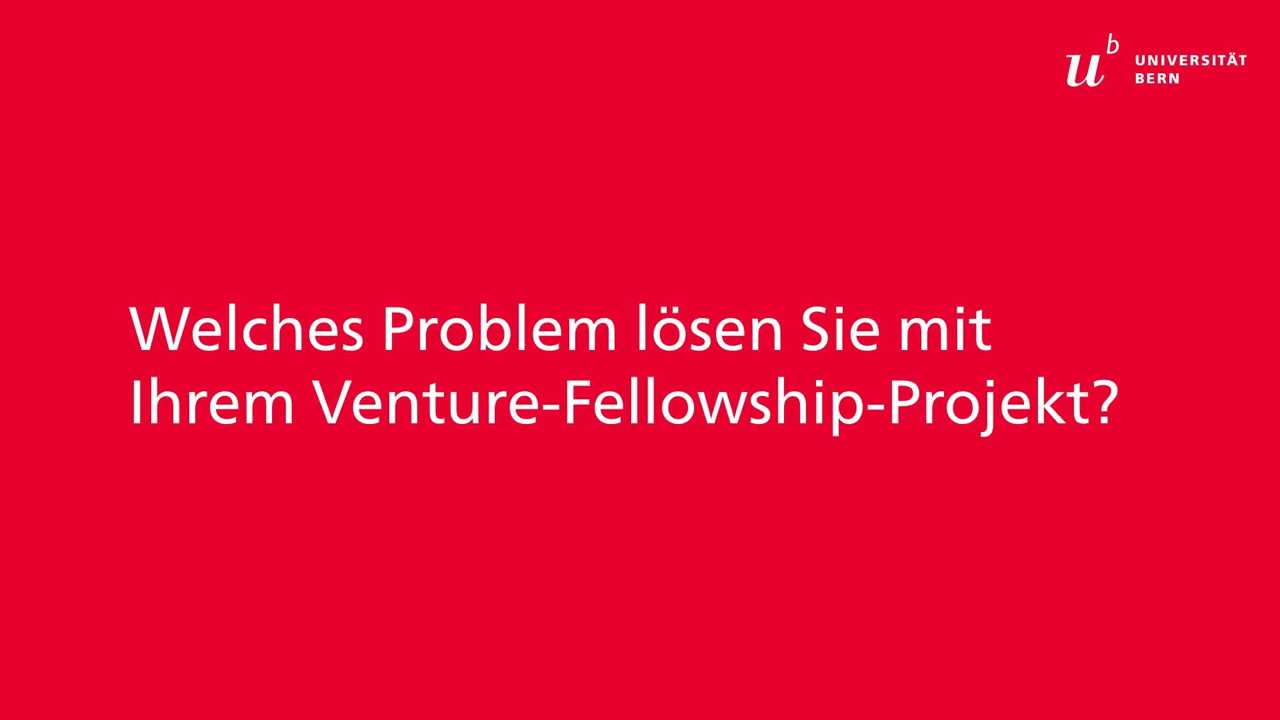 u b UNIVERSITÄT
BERN
Welches Problem lösen Sie mit
Ihrem Venture-Fellowship-Projekt?